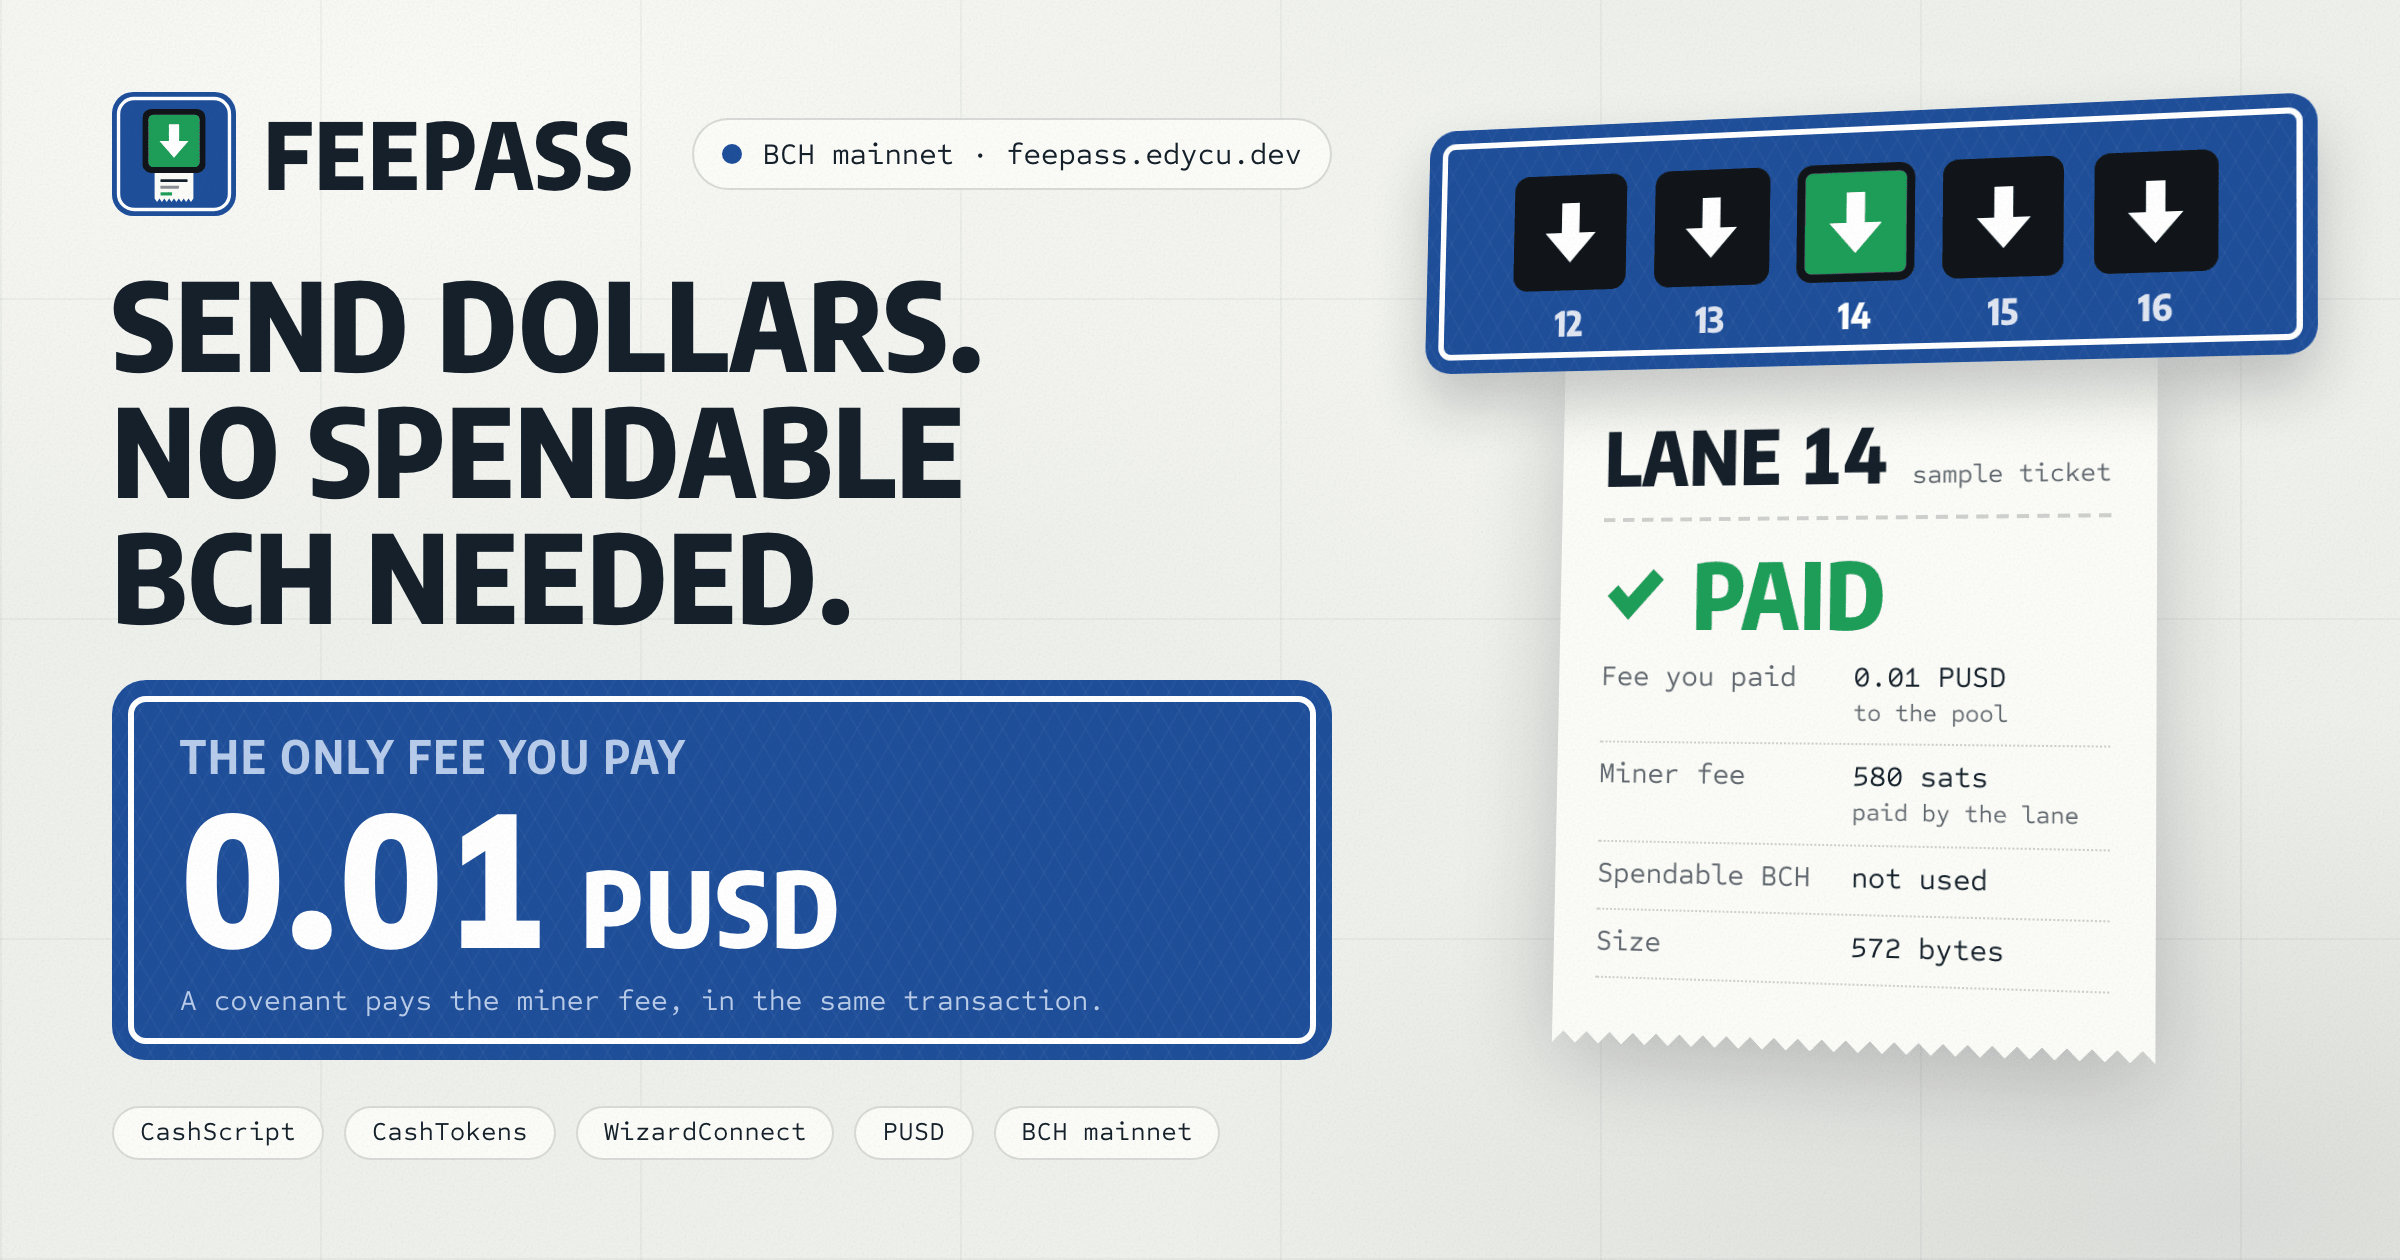 FEEPASS
BCH mainnet · feepass.edycu.dev
SEND DOLLARS.
NO SPENDABLE
BCH NEEDED.
THE ONLY FEE YOU PAY
0.01 PUSD
A covenant pays the miner fee, in the same transaction.
CashScript CashTokens WizardConnect PUSD BCH mainnet
12 13 14 15 16
LANE 14 sample ticket
PAID
Fee you paid 0.01 PUSD
to the pool
Miner fee 580 sats
paid by the lane
Spendable BCH not used
Size 572 bytes